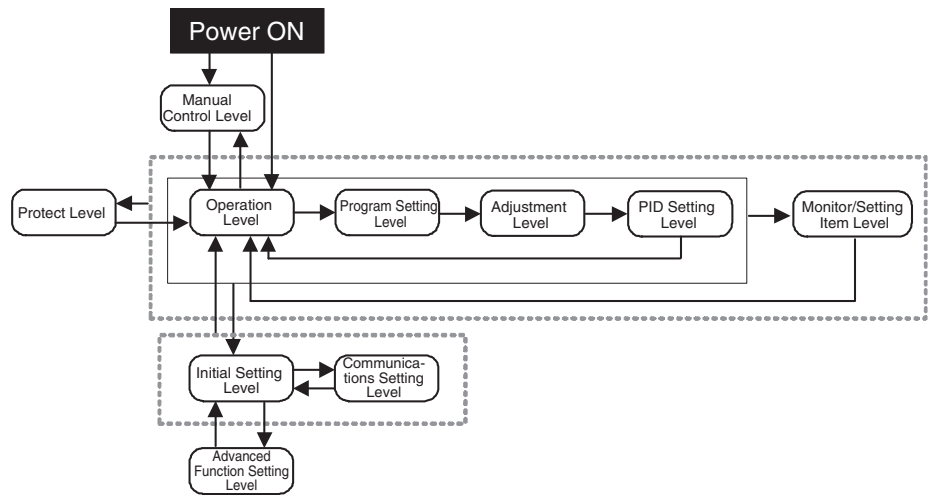 Power ON
Manual
Control Level
Protect Level
Operation
Level
Program Setting
Level
Adjustment
Level
PID Setting
Level
Monitor/Setting
Item Level
Initial Setting
Level
Communica-
tions Setting
Level
Advanced
Function Setting
Level